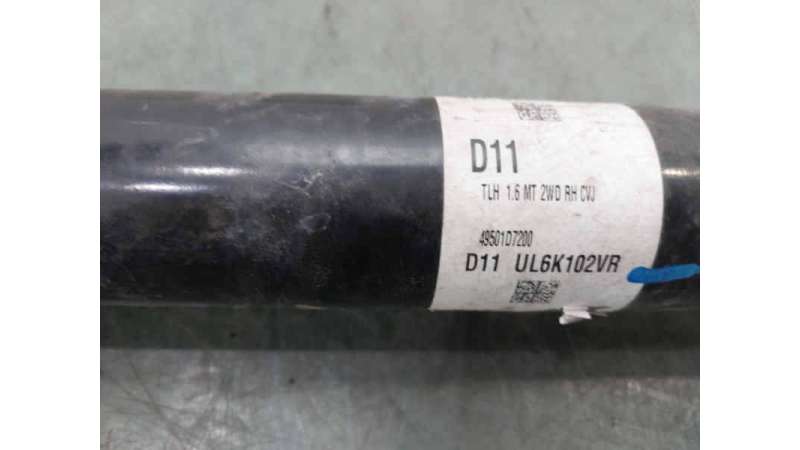 D11
TLH 1.6 MT 2WD RH CVJ
49501D7200
D11 UL6K102VR